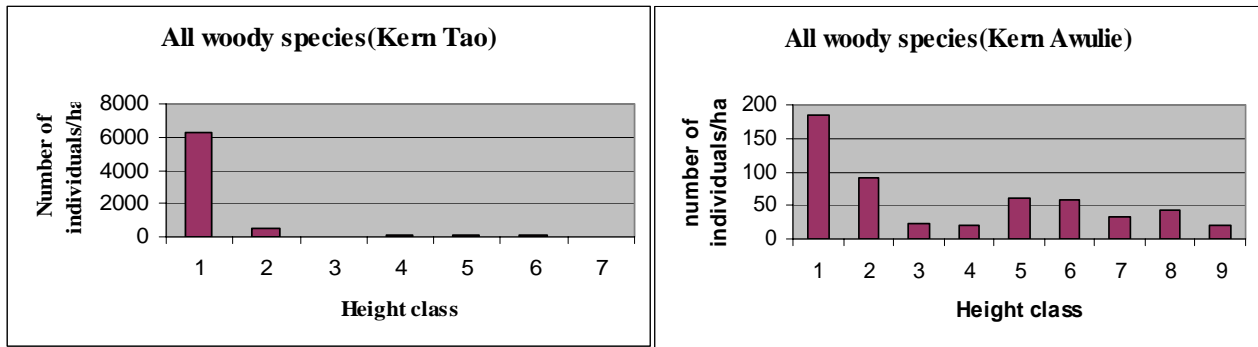 All woody species(Kern Tao)
Number of
individuals/ha
8000
6000
4000
2000
0
1 2 3 4 5 6 7
Height class
All woody species(Kern Awulie)
number of
individuals/ha
200
150
100
50
0
1 2 3 4 5 6 7 8 9
Height class